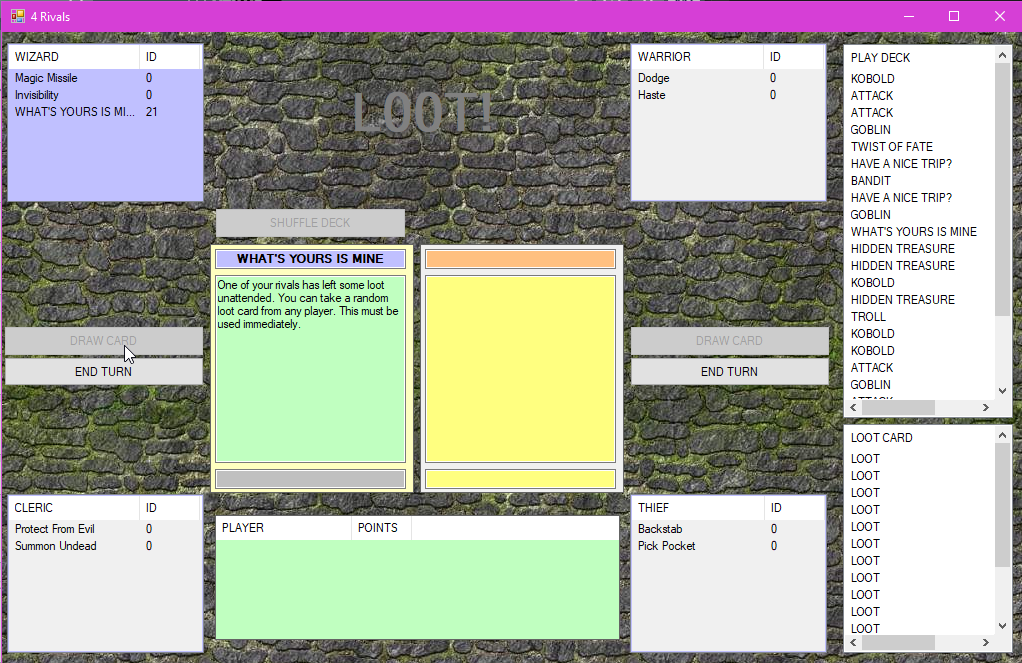 4 Rivals
WIZARD ID
Magic Missile 0
Invisibility 0
WHAT'S YOURS IS MI... 21
L00T!
WARRIOR ID
Dodge 0
Haste 0
PLAY DECK
KOBOLD
ATTACK
ATTACK
GOBLIN
TWIST OF FATE
HAVE A NICE TRIP?
BANDIT
HAVE A NICE TRIP?
GOBLIN
WHAT'S YOURS IS MINE
HIDDEN TREASURE
HIDDEN TREASURE
KOBOLD
HIDDEN TREASURE
TROLL
KOBOLD
KOBOLD
ATTACK
GOBLIN
ATTACK
SHUFFLE DECK
WHAT'S YOURS IS MINE
One of your rivals has left some loot
unattended. You can take a random
loot card from any player. This must be
used immediately.
DRAW CARD
END TURN
DRAW CARD
END TURN
CLERIC ID
Protect From Evil 0
Summon Undead 0
PLAYER POINTS
THIEF ID
Backstab 0
Pick Pocket 0
LOOT CARD
LOOT
LOOT
LOOT
LOOT
LOOT
LOOT
LOOT
LOOT
LOOT
LOOT
LOOT